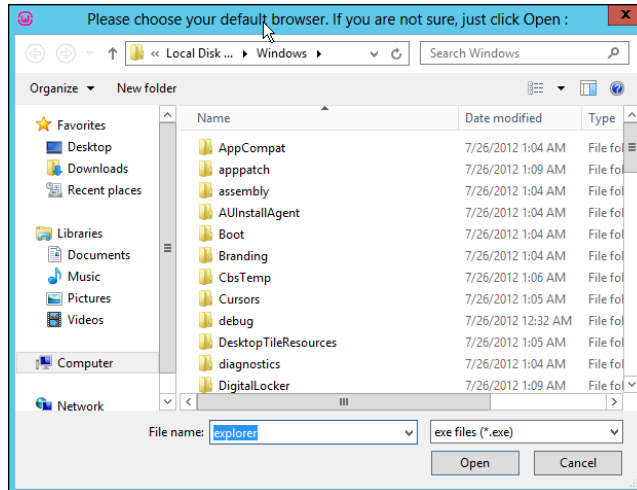 Please choose your default browser. If you are not sure, just click Open :
« Local Disk ... Windows
Search Windows
Organize New folder
Name Date modified Type
Favorites
Desktop
Downloads
Recent places
Libraries
Documents
Music
Pictures
Videos
Computer
Network
AppCompat 7/26/2012 1:04 AM File fol
apppatch 7/26/2012 1:09 AM File fol
assembly 7/26/2012 1:04 AM File fol
AUInstallAgent 7/26/2012 1:04 AM File fol
Boot 7/26/2012 1:04 AM File fol
Branding 7/26/2012 1:04 AM File fol
CbsTemp 7/26/2012 1:06 AM File fol
Cursors 7/26/2012 1:05 AM File fol
debug 7/26/2012 12:32 AM File fol
DesktopTileResources 7/26/2012 1:05 AM File fol
diagnostics 7/26/2012 1:04 AM File fol
DigitalLocker 7/26/2012 1:09 AM File fol
File name: explorer exe files (*.exe)
Open Cancel